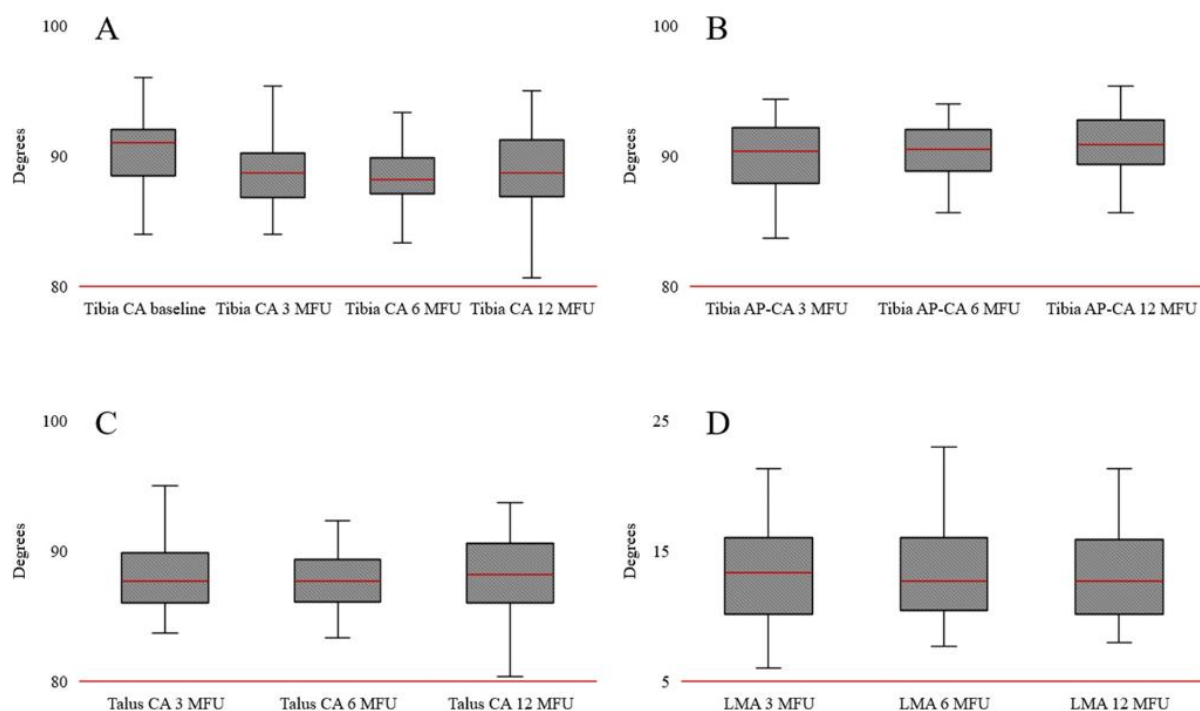 A
100
90
80
Degrees
Tibia CA baseline Tibia CA 3 MFU Tibia CA 6 MFU Tibia CA 12 MFU
B
100
90
80
Degrees
Tibia AP-CA 3 MFU Tibia AP-CA 6 MFU Tibia AP-CA 12 MFU
C
100
90
80
Degrees
Talus CA 3 MFU Talus CA 6 MFU Talus CA 12 MFU
D
25
15
5
Degrees
LMA 3 MFU LMA 6 MFU LMA 12 MFU